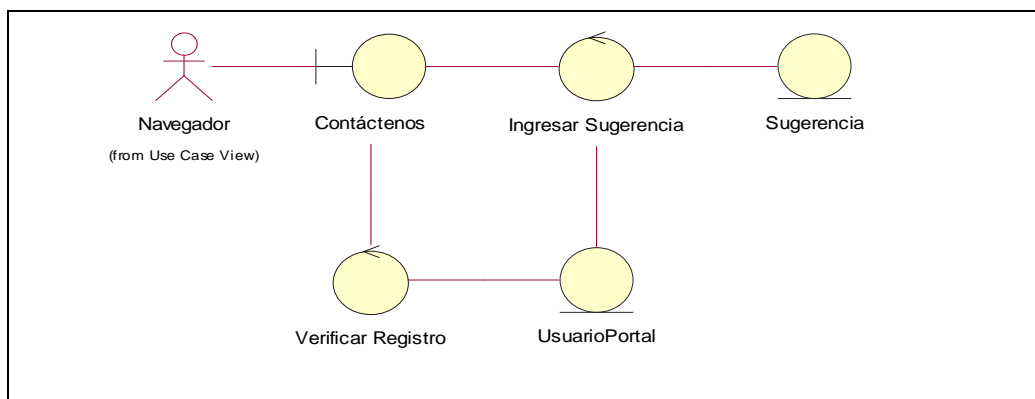 Navegador
(from Use Case View)
Contáctenos
Ingresar Sugerencia
Sugerencia
Verificar Registro
UsuarioPortal